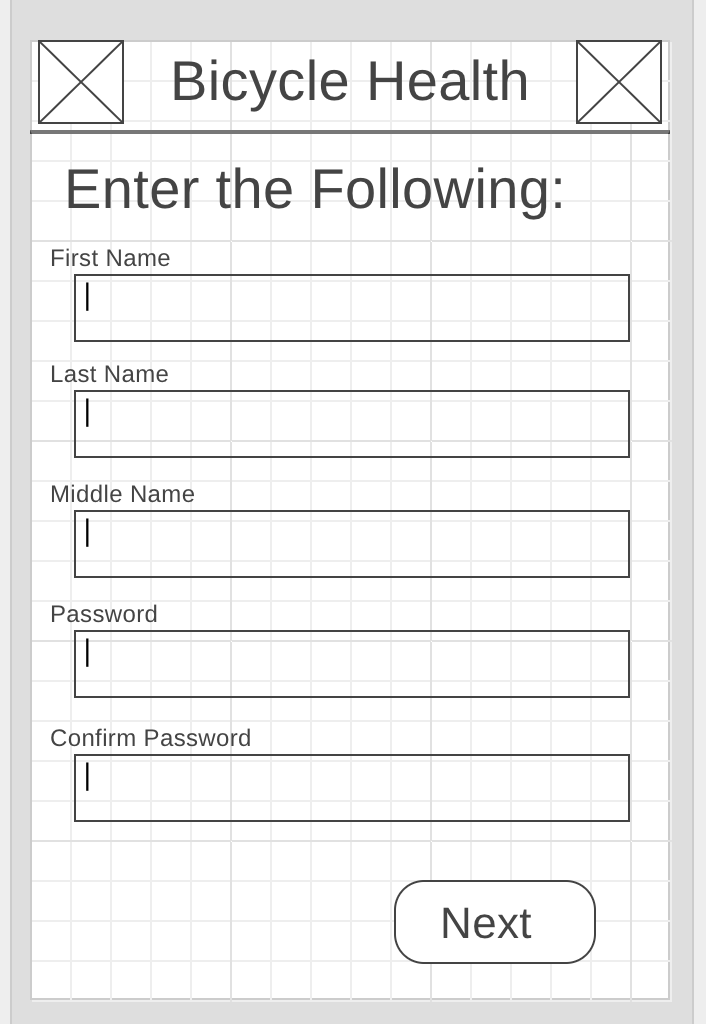 Bicycle Health
Enter the Following:
First Name
Last Name
Middle Name
Password
Confirm Password
Next